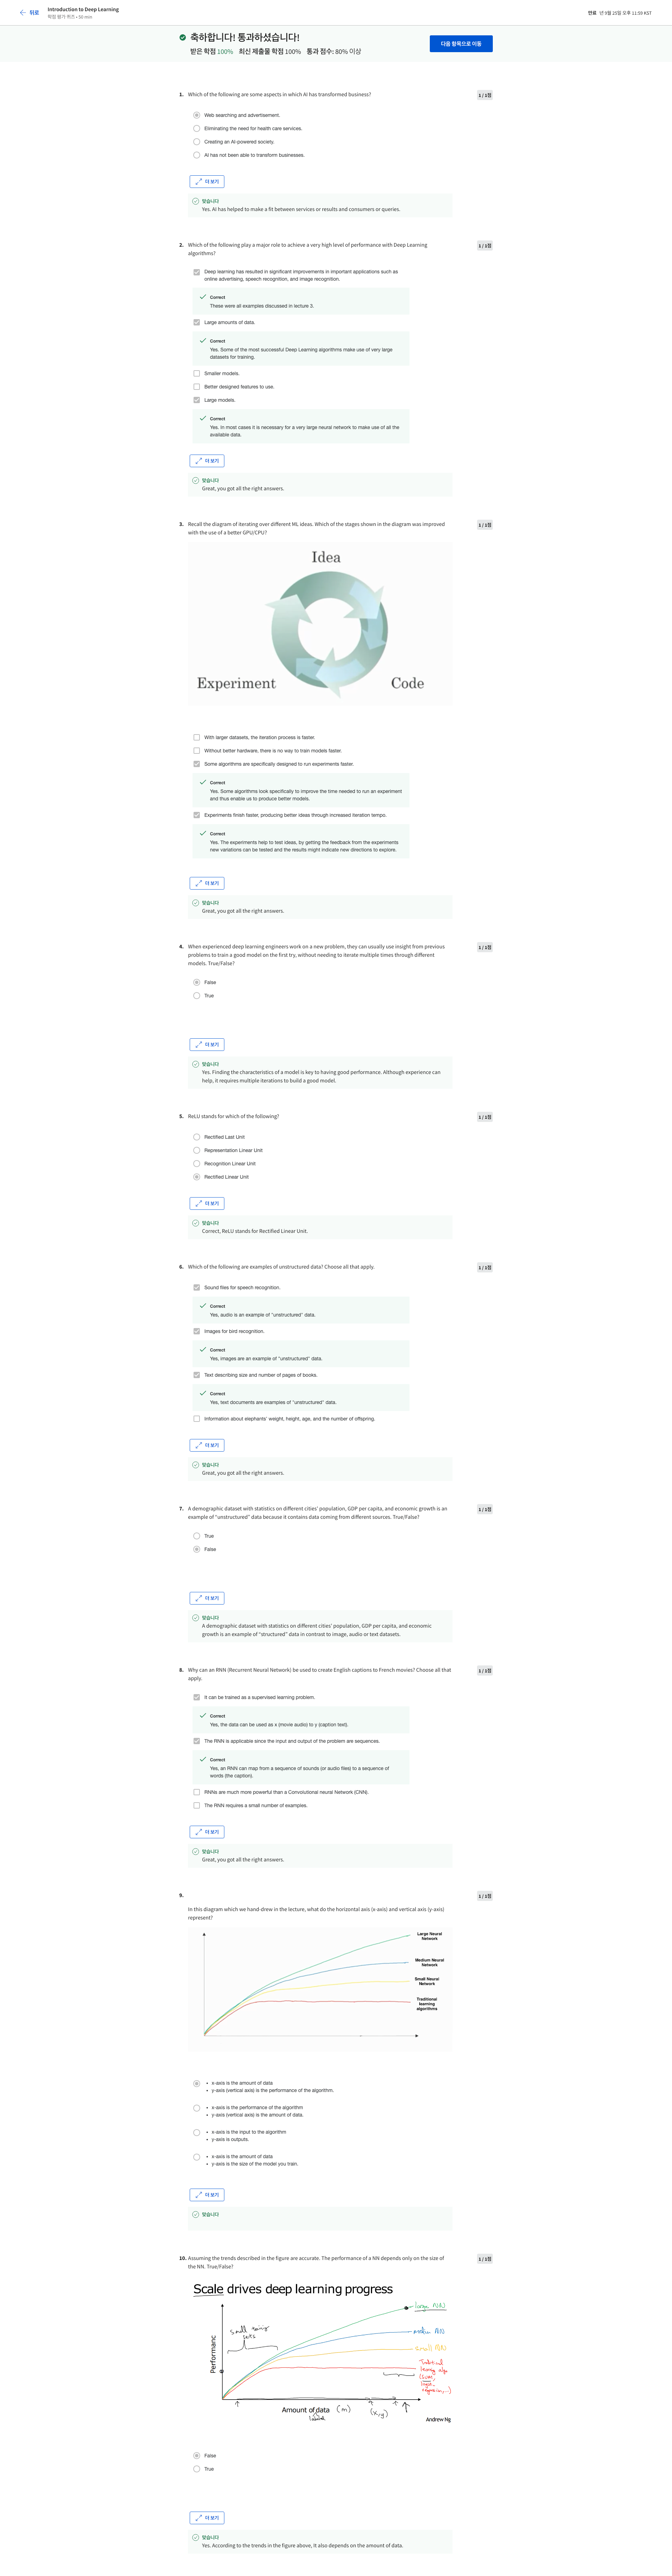 뒤로
Introduction to Deep Learning
학점 평가 퀴즈 • 50 min
만료 년 9월 25일 오후 11:59 KST
축하합니다! 통과하셨습니다!
받은 학점 100% 최신 제출물 학점 100% 통과 점수: 80% 이상
다음 항목으로 이동
1. Which of the following are some aspects in which AI has transformed business?
1 / 1점
Web searching and advertisement.
Eliminating the need for health care services.
Creating an AI-powered society.
AI has not been able to transform businesses.
더 보기
맞습니다
Yes. AI has helped to make a fit between services or results and consumers or queries.
2. Which of the following play a major role to achieve a very high level of performance with Deep Learning
algorithms?
1 / 1점
Deep learning has resulted in significant improvements in important applications such as
online advertising, speech recognition, and image recognition.
Correct
These were all examples discussed in lecture 3.
Large amounts of data.
Correct
Yes. Some of the most successful Deep Learning algorithms make use of very large
datasets for training.
Smaller models.
Better designed features to use.
Large models.
Correct
Yes. In most cases it is necessary for a very large neural network to make use of all the
available data.
더 보기
맞습니다
Great, you got all the right answers.
3. Recall the diagram of iterating over different ML ideas. Which of the stages shown in the diagram was improved
with the use of a better GPU/CPU?
1 / 1점
Idea
Experiment
Code
With larger datasets, the iteration process is faster.
Without better hardware, there is no way to train models faster.
Some algorithms are specifically designed to run experiments faster.
Correct
Yes. Some algorithms look specifically to improve the time needed to run an experiment
and thus enable us to produce better models.
Experiments finish faster, producing better ideas through increased iteration tempo.
Correct
Yes. The experiments help to test ideas, by getting the feedback from the experiments
new variations can be tested and the results might indicate new directions to explore.
더 보기
맞습니다
Great, you got all the right answers.
4. When experienced deep learning engineers work on a new problem, they can usually use insight from previous
problems to train a good model on the first try, without needing to iterate multiple times through different
models. True/False?
1 / 1점
False
True
더 보기
맞습니다
Yes. Finding the characteristics of a model is key to having good performance. Although experience can
help, it requires multiple iterations to build a good model.
5. ReLU stands for which of the following?
1 / 1점
Rectified Last Unit
Representation Linear Unit
Recognition Linear Unit
Rectified Linear Unit
더 보기
맞습니다
Correct, ReLU stands for Rectified Linear Unit.
6. Which of the following are examples of unstructured data? Choose all that apply.
1 / 1점
Sound files for speech recognition.
Correct
Yes, audio is an example of "unstructured" data.
Images for bird recognition.
Correct
Yes, images are an example of "unstructured" data.
Text describing size and number of pages of books.
Correct
Yes, text documents are examples of "unstructured" data.
Information about elephants' weight, height, age, and the number of offspring.
더 보기
맞습니다
Great, you got all the right answers.
7. A demographic dataset with statistics on different cities' population, GDP per capita, and economic growth is an
example of "unstructured" data because it contains data coming from different sources. True/False?
1 / 1점
True
False
더 보기
맞습니다
A demographic dataset with statistics on different cities' population, GDP per capita, and economic
growth is an example of "structured" data in contrast to image, audio or text datasets.
8. Why can an RNN (Recurrent Neural Network) be used to create English captions to French movies? Choose all that
apply.
1 / 1점
It can be trained as a supervised learning problem.
Correct
Yes, the data can be used as x (movie audio) to y (caption text).
The RNN is applicable since the input and output of the problem are sequences.
Correct
Yes, an RNN can map from a sequence of sounds (or audio files) to a sequence of
words (the caption).
RNNs are much more powerful than a Convolutional neural Network (CNN).
The RNN requires a small number of examples.
더 보기
맞습니다
Great, you got all the right answers.
9.
1 / 1점
In this diagram which we hand-drew in the lecture, what do the horizontal axis (x-axis) and vertical axis (y-axis)
represent?
Large Neural
Network
Medium Neural
Network
Small Neural
Network
Traditional
learning
algorithms
• x-axis is the amount of data
• y-axis (vertical axis) is the performance of the algorithm.
• x-axis is the performance of the algorithm
• y-axis (vertical axis) is the amount of data.
• x-axis is the input to the algorithm
• y-axis is outputs.
• x-axis is the amount of data
• y-axis is the size of the model you train.
더 보기
맞습니다
10. Assuming the trends described in the figure are accurate. The performance of a NN depends only on the size of
the NN. True/False?
1 / 1점
Scale drives deep learning progress
large NN
medium NN
small NN
small
sets
Performanc
Amount of data (m)
(x,y)
Andrew Ng
False
True
더 보기
맞습니다
Yes. According to the trends in the figure above, it also depends on the amount of data.